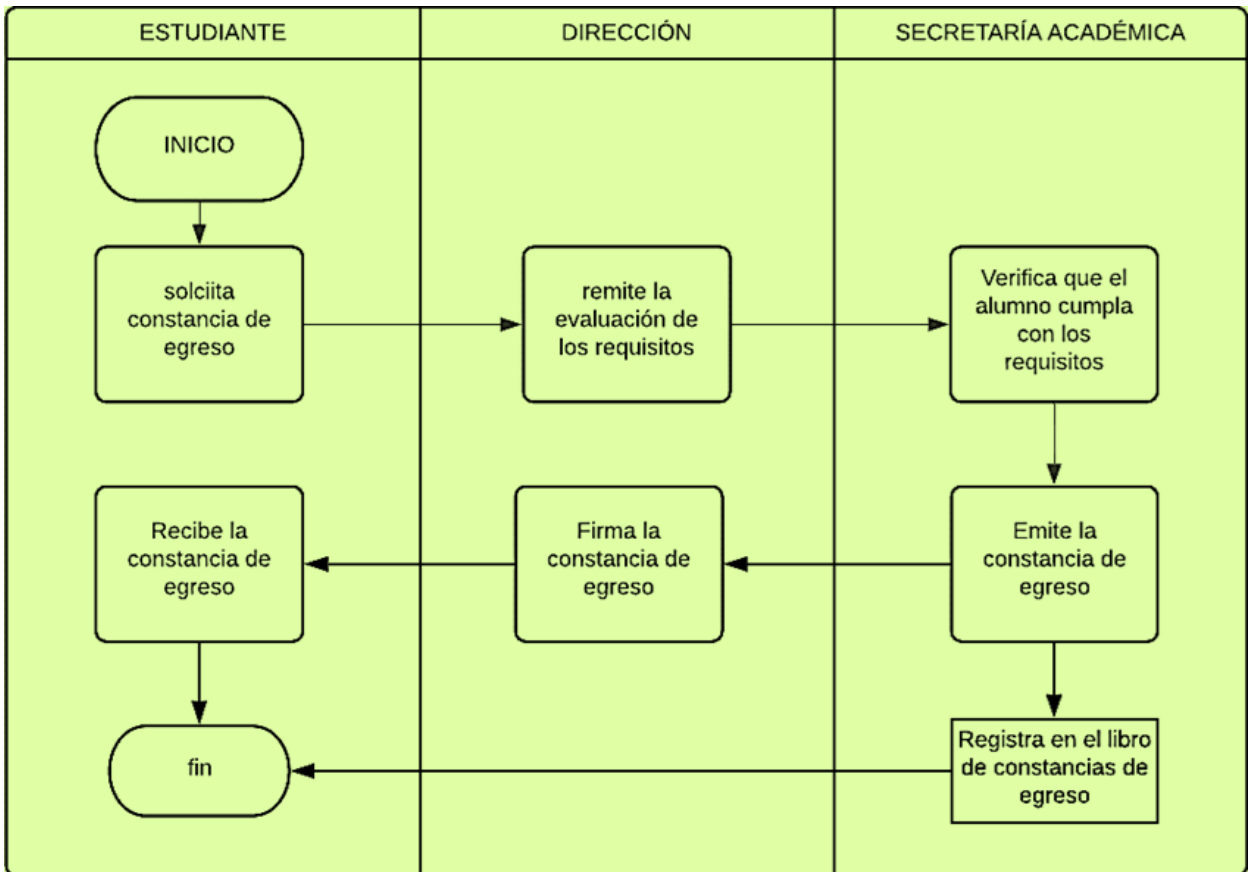 ESTUDIANTE
DIRECCIÓN
SECRETARÍA ACADÉMICA
INICIO
solciita
constancia de
egreso
remite la
evaluación de
los requisitos
Verifica que el
alumno cumpla
con los
requisitos
Recibe la
constancia de
egreso
Firma la
constancia de
egreso
Emite la
constancia de
egreso
fin
Registra en el libro
de constancias de
egreso